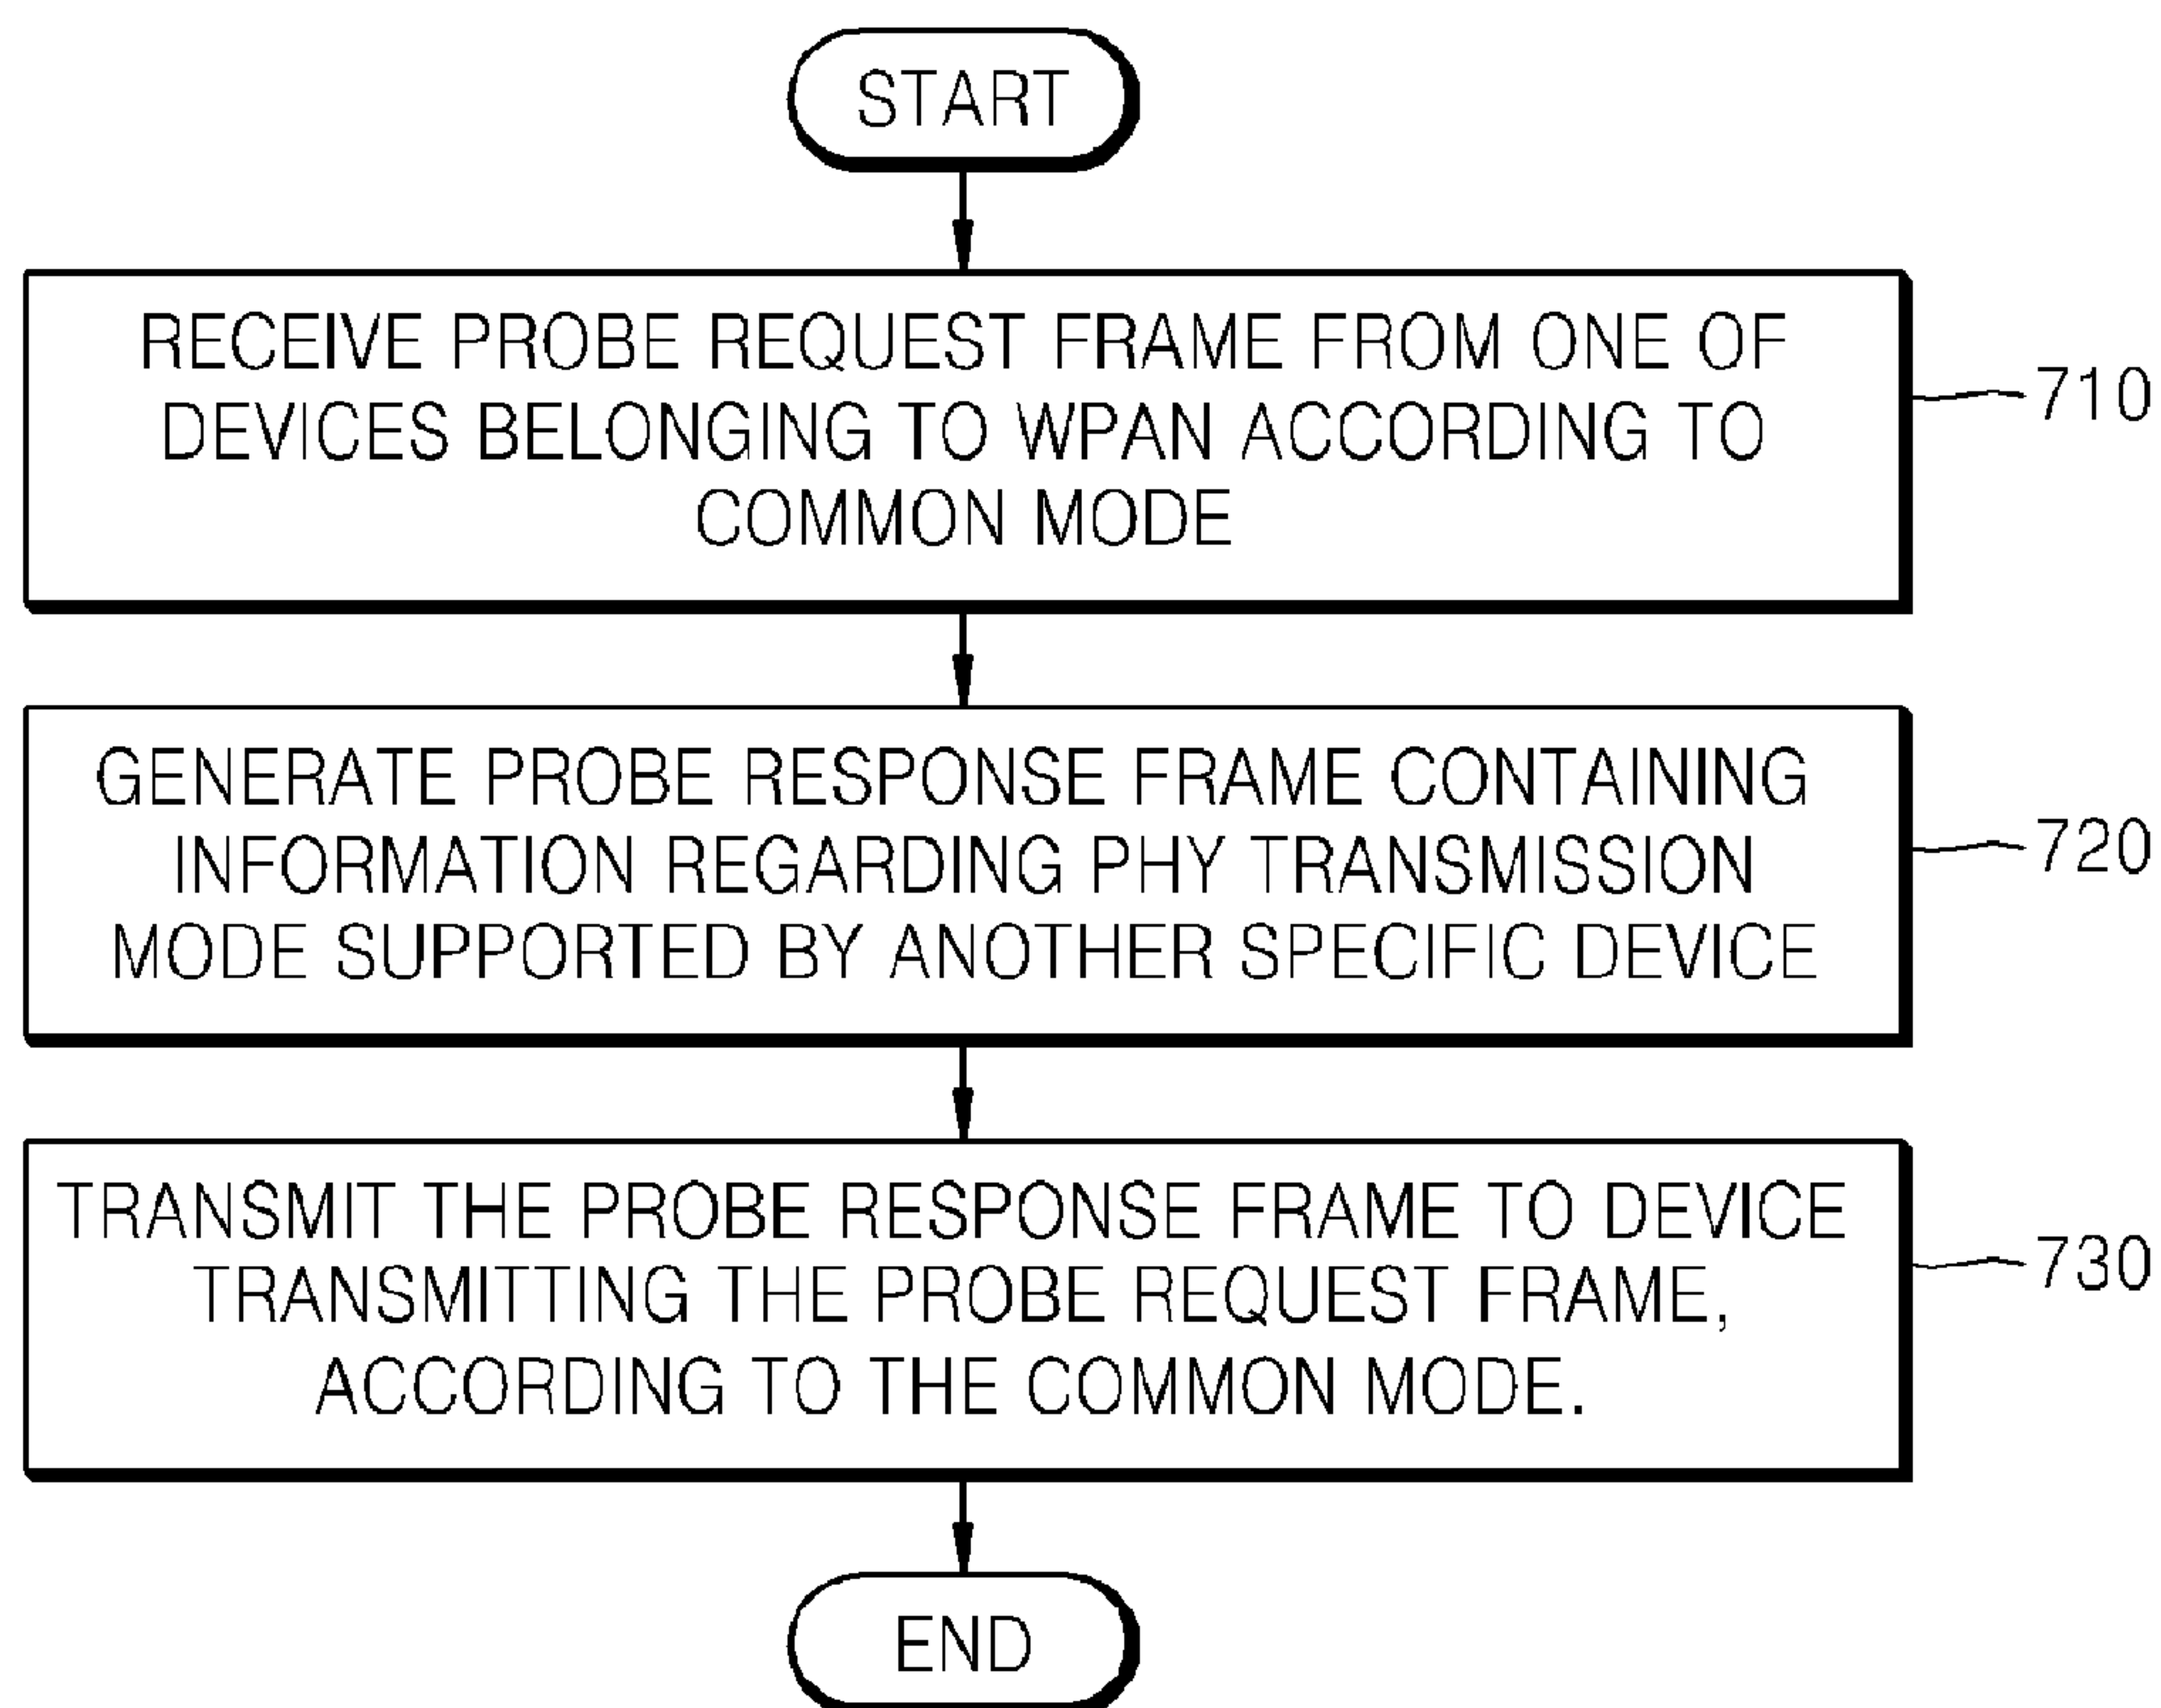 START
RECEIVE PROBE REQUEST FRAME FROM ONE OF
DEVICES BELONGING TO WPAN ACCORDING TO
COMMON MODE
710
GENERATE PROBE RESPONSE FRAME CONTAINING
INFORMATION REGARDING PHY TRANSMISSION
MODE SUPPORTED BY ANOTHER SPECIFIC DEVICE
720
TRANSMIT THE PROBE RESPONSE FRAME TO DEVICE
TRANSMITTING THE PROBE REQUEST FRAME,
ACCORDING TO THE COMMON MODE.
730
END